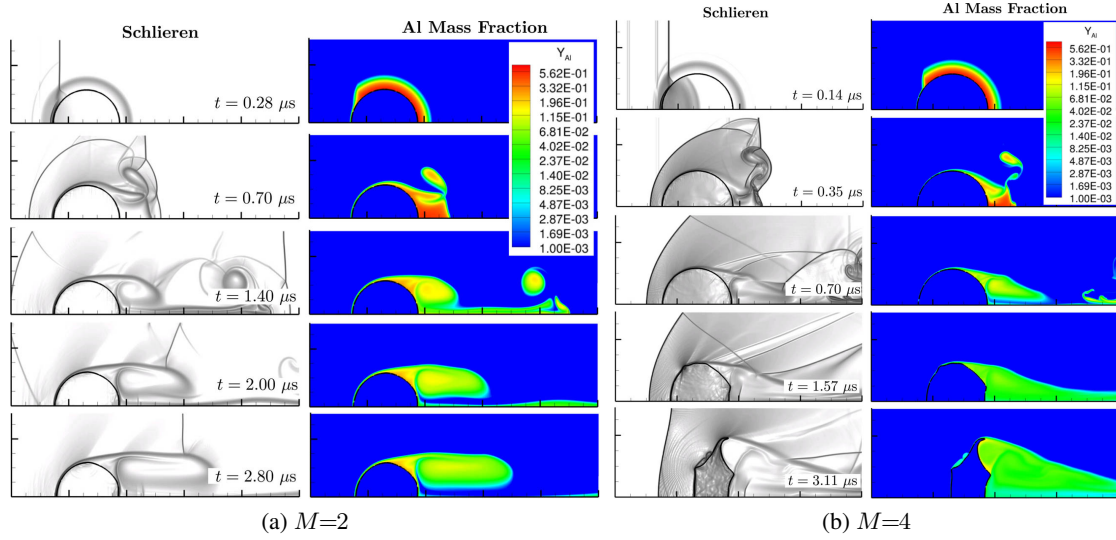 Schlieren
Al Mass Fraction
Y_Al
5.62E-01
3.32E-01
1.96E-01
1.15E-01
6.81E-02
4.02E-02
2.37E-02
1.40E-02
8.25E-03
4.87E-03
2.87E-03
1.69E-03
1.00E-03
t = 0.28 μs
t = 0.70 μs
t = 1.40 μs
t = 2.00 μs
t = 2.80 μs
(a) M=2
Schlieren
Al Mass Fraction
Y_Al
5.62E-01
3.32E-01
1.96E-01
1.15E-01
6.81E-02
4.02E-02
2.37E-02
1.40E-02
8.25E-03
4.87E-03
2.87E-03
1.69E-03
1.00E-03
t = 0.14 μs
t = 0.35 μs
t = 0.70 μs
t = 1.57 μs
t = 3.11 μs
(b) M=4